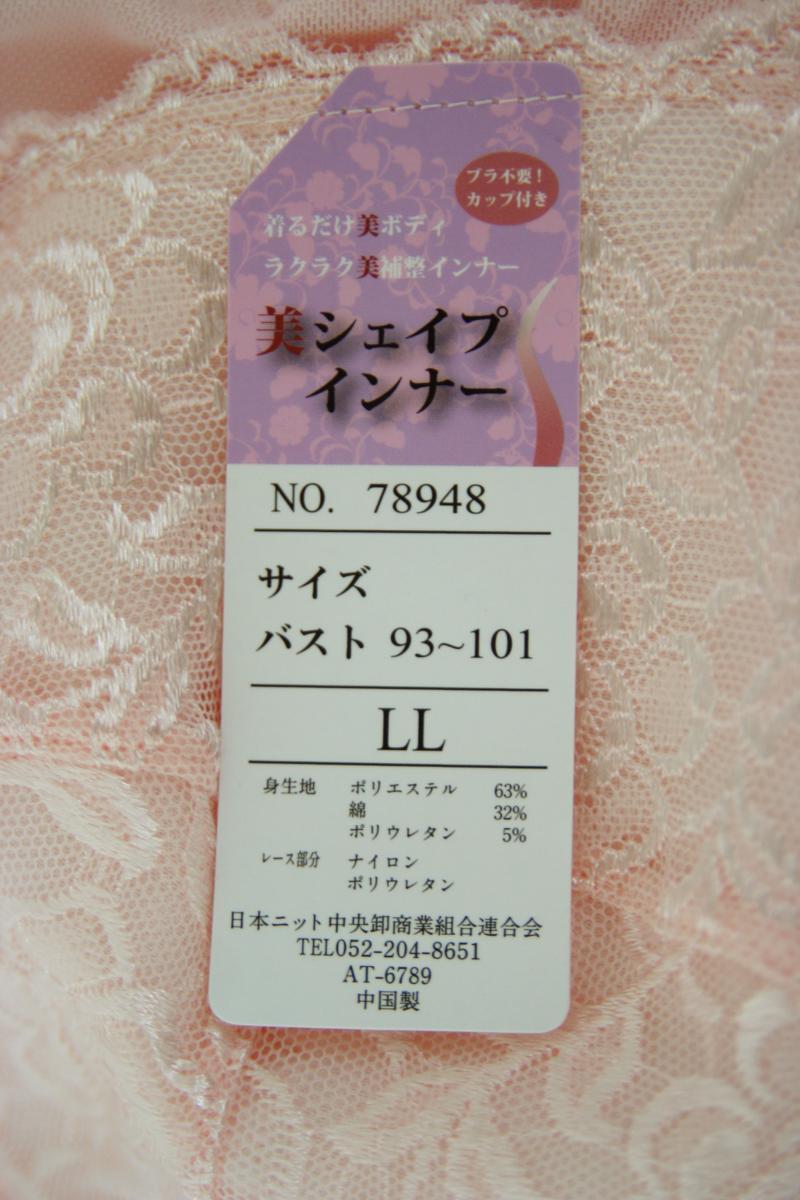 ブラ不要!
カップ付き
着るだけ美ボディ
ラクラク美補整インナー
美シェイプ
インナー
NO. 78948
サイズ
バスト 93~101
LL
身生地 ポリエステル 63%
綿 32%
ポリウレタン 5%
レース部分 ナイロン
ポリウレタン
日本ニット中央卸商業組合連合会
TEL052-204-8651
AT-6789
中国製